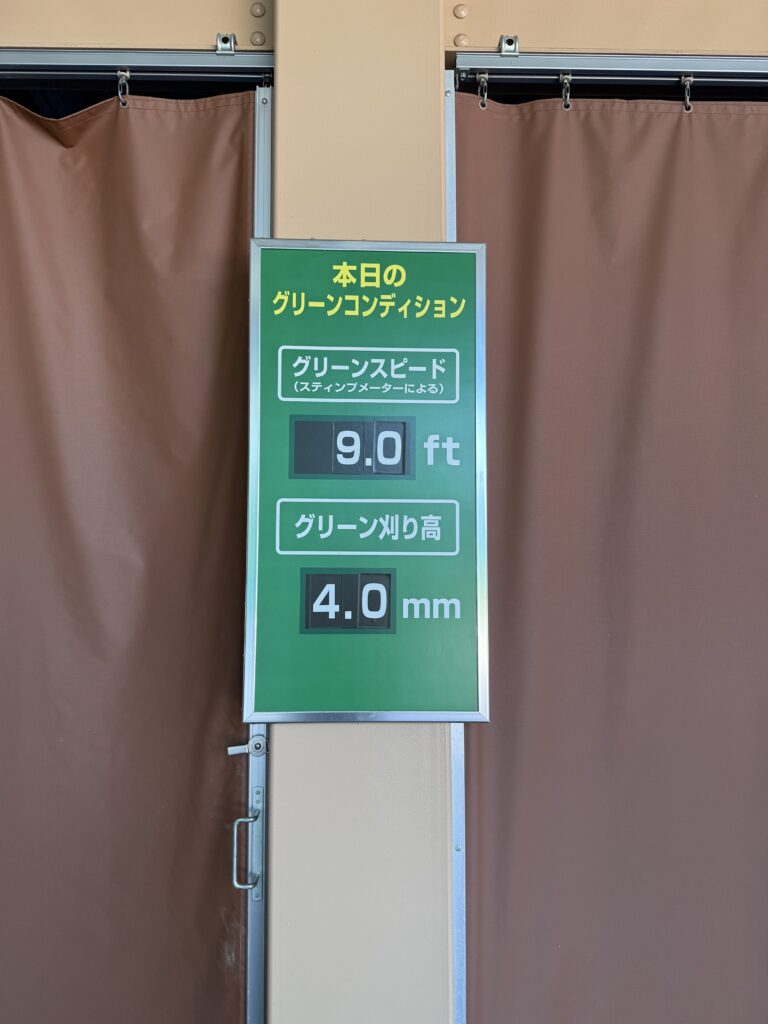 本日の
グリーンコンディション
グリーンスピード
(スティンプメーターによる)
9.0 ft
グリーン刈り高
4.0 mm